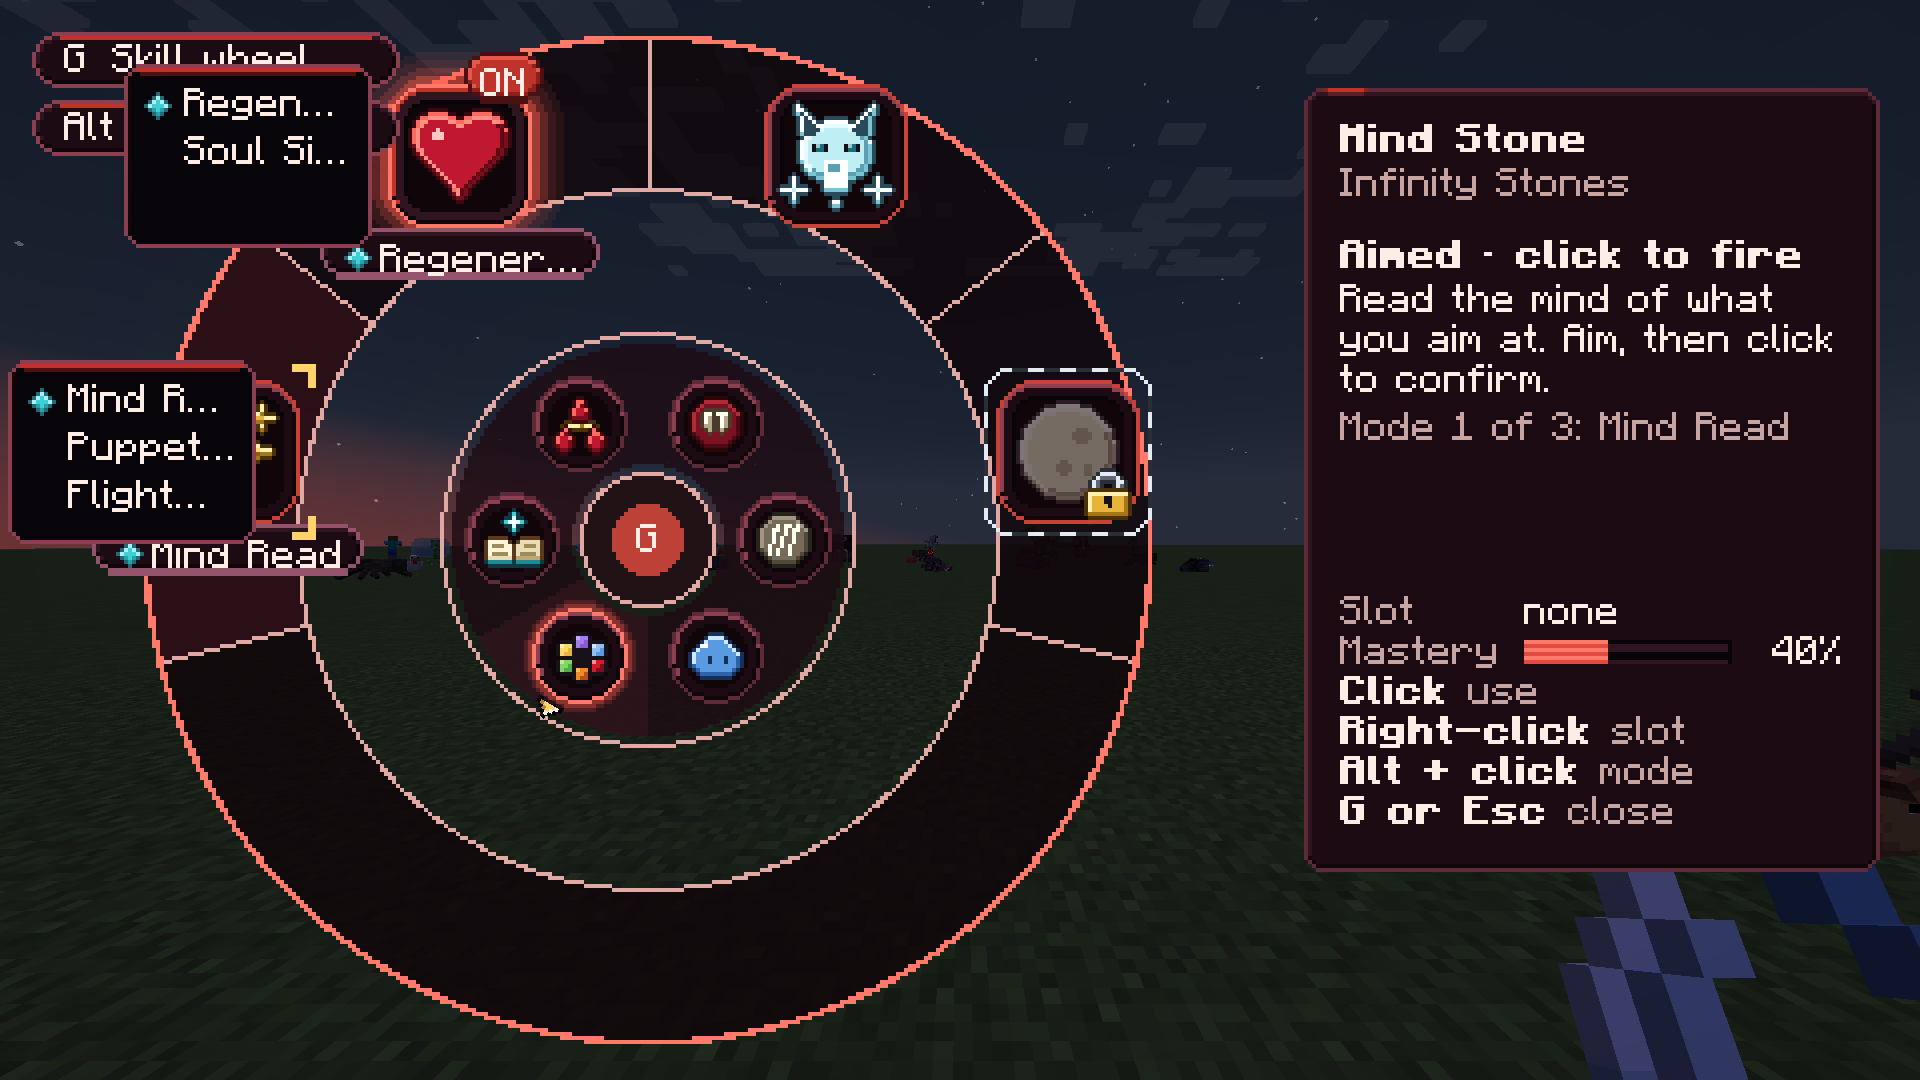 G Skill wheel
Alt
Regen...
Soul Si...
ON
Regener...
Mind R...
Puppet...
Flight...
Mind Read
G
Mind Stone
Infinity Stones
Aimed - click to fire
Read the mind of what
you aim at. Aim, then click
to confirm.
Mode 1 of 3: Mind Read
Slot none
Mastery 40%
Click use
Right-click slot
Alt + click mode
G or Esc close